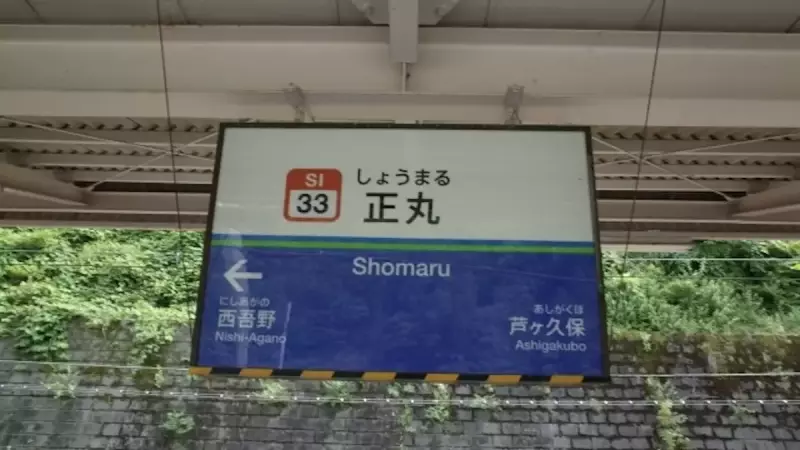 SI
33
しょうまる
正丸
Shomaru
←
にしあがの
西吾野
Nishi-Agano
あしがくぼ
芦ヶ久保
Ashigakubo